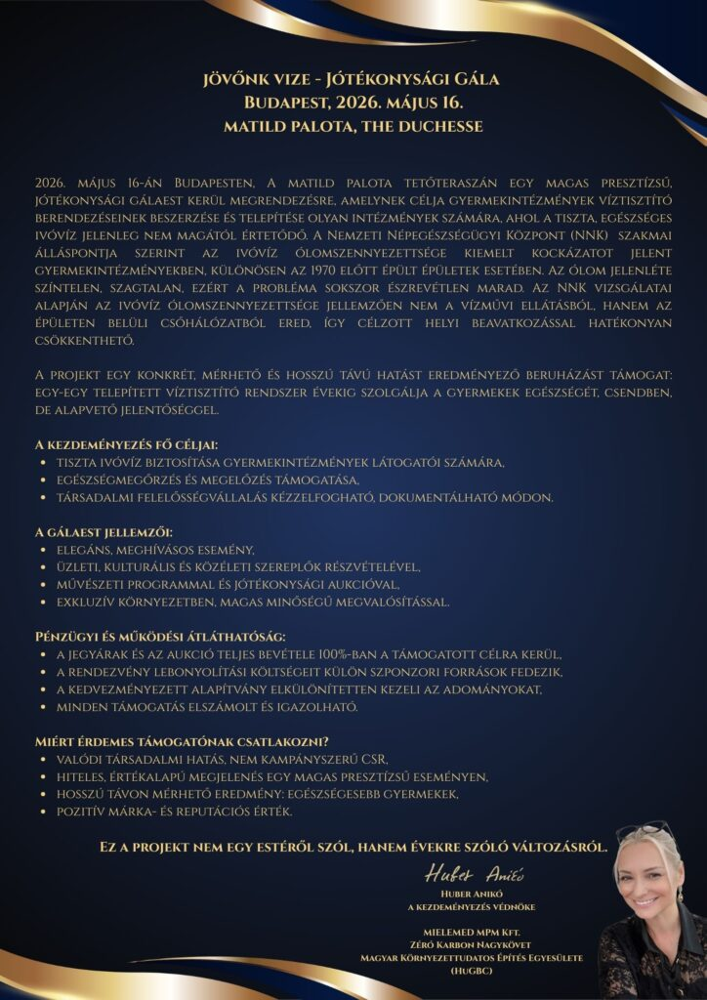 jövőnk vize - Jótékonysági Gála
Budapest, 2026. május 16.
matild palota, the duchesse
2026. május 16-án Budapesten, A matild palota tetőteraszán egy magas presztízsű,
jótékonysági gálaest kerül megrendezésre, amelynek célja gyermekintézmények víztisztító
berendezéseinek beszerzése és telepítése olyan intézmények számára, ahol a tiszta, egészséges
ivóvíz jelenleg nem magától értetődő. A Nemzeti Népegészségügyi Központ (NNK) szakmai
álláspontja szerint az ivóvíz ólomszennyezettsége kiemelt kockázatot jelent
gyermekintézményekben, különösen az 1970 előtt épült épületek esetében. Az ólom jelenléte
színtelen, szagtalan, ezért a probléma sokszor észrevétlen marad. Az NNK vizsgálatai
alapján az ivóvíz ólomszennyezettsége jellemzően nem a vízművi ellátásból, hanem az
épületen belüli csőhálózatból ered, így célzott helyi beavatkozással hatékonyan
csökkenthető.
A projekt egy konkrét, mérhető és hosszú távú hatást eredményező beruházást támogat:
egy-egy telepített víztisztító rendszer évekig szolgálja a gyermekek egészségét, csendben,
de alapvető jelentőséggel.
A kezdeményezés fő céljai:
• tiszta ivóvíz biztosítása gyermekintézmények látogatói számára,
• egészségmegőrzés és megelőzés támogatása,
• társadalmi felelősségvállalás kézzelfogható, dokumentálható módon.
A gálaest jellemzői:
• elegáns, meghívásos esemény,
• üzleti, kulturális és közéleti szereplők részvételével,
• művészeti programmal és jótékonysági aukcióval,
• exkluzív környezetben, magas minőségű megvalósítással.
Pénzügyi és működési átláthatóság:
• a jegyárak és az aukció teljes bevétele 100%-ban a támogatott célra kerül,
• a rendezvény lebonyolítási költségeit külön szponzori források fedezik,
• a kedvezményezett alapítvány elkülönítetten kezeli az adományokat,
• minden támogatás elszámolt és igazolható.
Miért érdemes támogatónak csatlakozni?
• valódi társadalmi hatás, nem kampányszerű CSR,
• hiteles, értékalapú megjelenés egy magas presztízsű eseményen,
• hosszú távon mérhető eredmény: egészségesebb gyermekek,
• pozitív márka- és reputációs érték.
Ez a projekt nem egy estéről szól, hanem évekre szóló változásról.
Huber Anikó
Huber Anikó
a kezdeményezés védnöke
MIELEMED MPM Kft.
Zéró Karbon Nagykövet
Magyar Környezettudatos Építés Egyesülete
(HuGBC)